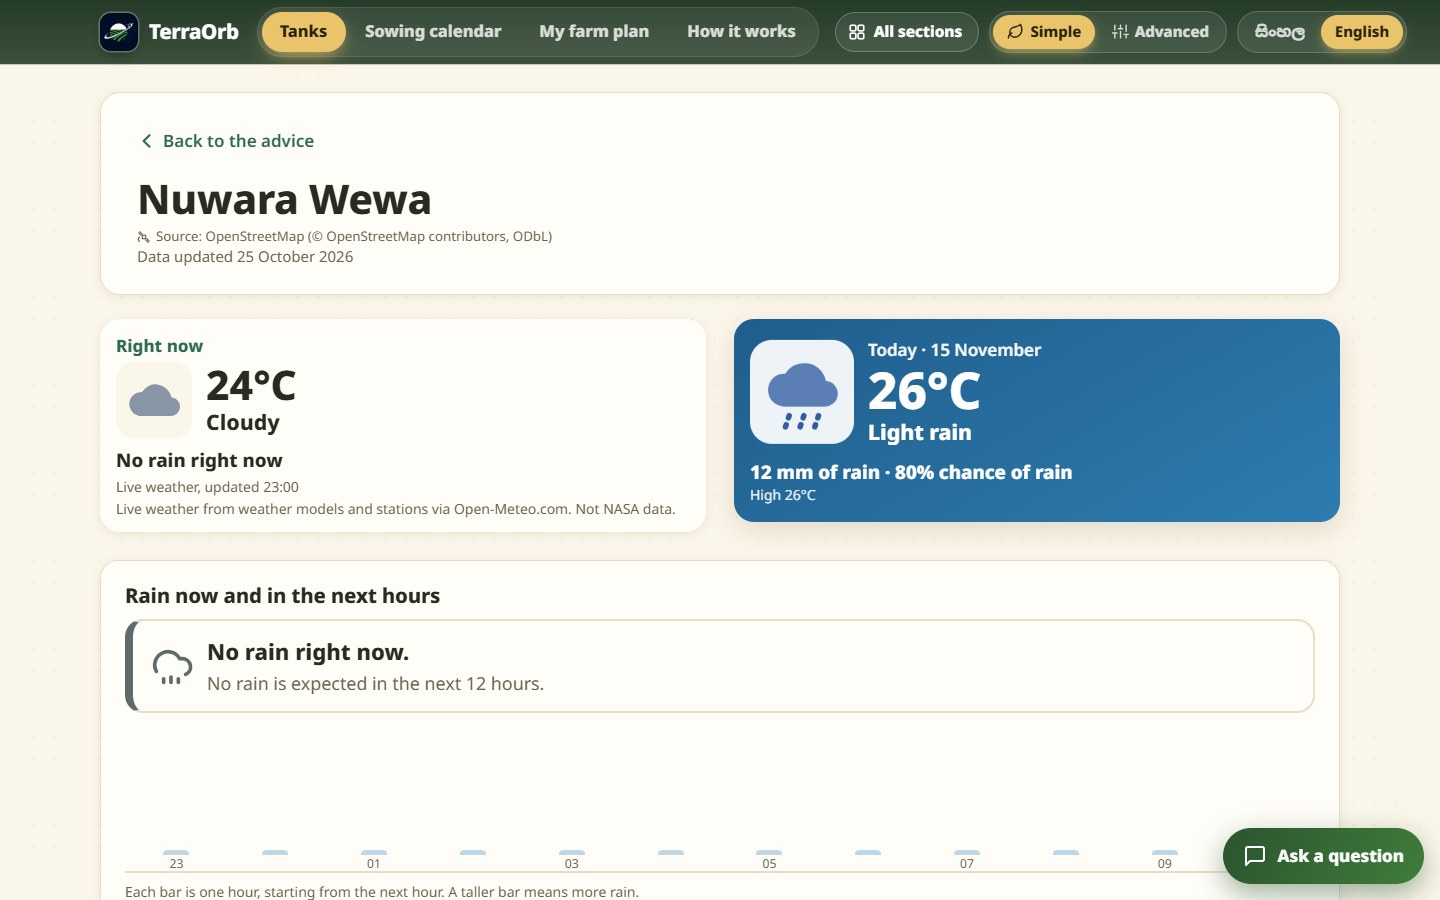 TerraOrb
Tanks
Sowing calendar
My farm plan
How it works
All sections
Simple
Advanced
සිංහල
English
Back to the advice
Nuwara Wewa
Source: OpenStreetMap (© OpenStreetMap contributors, ODbL)
Data updated 25 October 2026
Right now
24°C
Cloudy
No rain right now
Live weather, updated 23:00
Live weather from weather models and stations via Open-Meteo.com. Not NASA data.
Today · 15 November
26°C
Light rain
12 mm of rain · 80% chance of rain
High 26°C
Rain now and in the next hours
No rain right now.
No rain is expected in the next 12 hours.
23 01 03 05 07 09
Each bar is one hour, starting from the next hour. A taller bar means more rain.
Ask a question